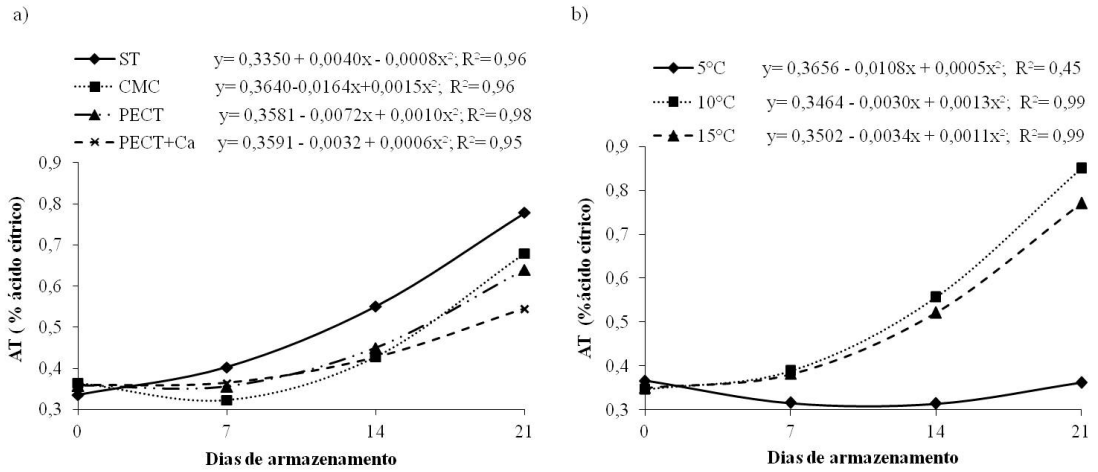 a)
ST y= 0,3350 + 0,0040x - 0,0008x²; R²= 0,96
CMC y= 0,3640-0,0164x+0,0015x²; R²= 0,96
PECT y= 0,3581 - 0,0072x + 0,0010x²; R²= 0,98
PECT+Ca y= 0,3591 - 0,0032 + 0,0006x²; R²= 0,95
0,9
0,8
0,7
0,6
0,5
0,4
0,3
AT ( % ácido cítrico)
0 7 14 21
Dias de armazenamento
b)
5°C y= 0,3656 - 0,0108x + 0,0005x²; R²= 0,45
10°C y= 0,3464 - 0,0030x + 0,0013x²; R²= 0,99
15°C y= 0,3502 - 0,0034x + 0,0011x²; R²= 0,99
0,9
0,8
0,7
0,6
0,5
0,4
0,3
AT (%ácido cítrico)
0 7 14 21
Dias de armazenamento